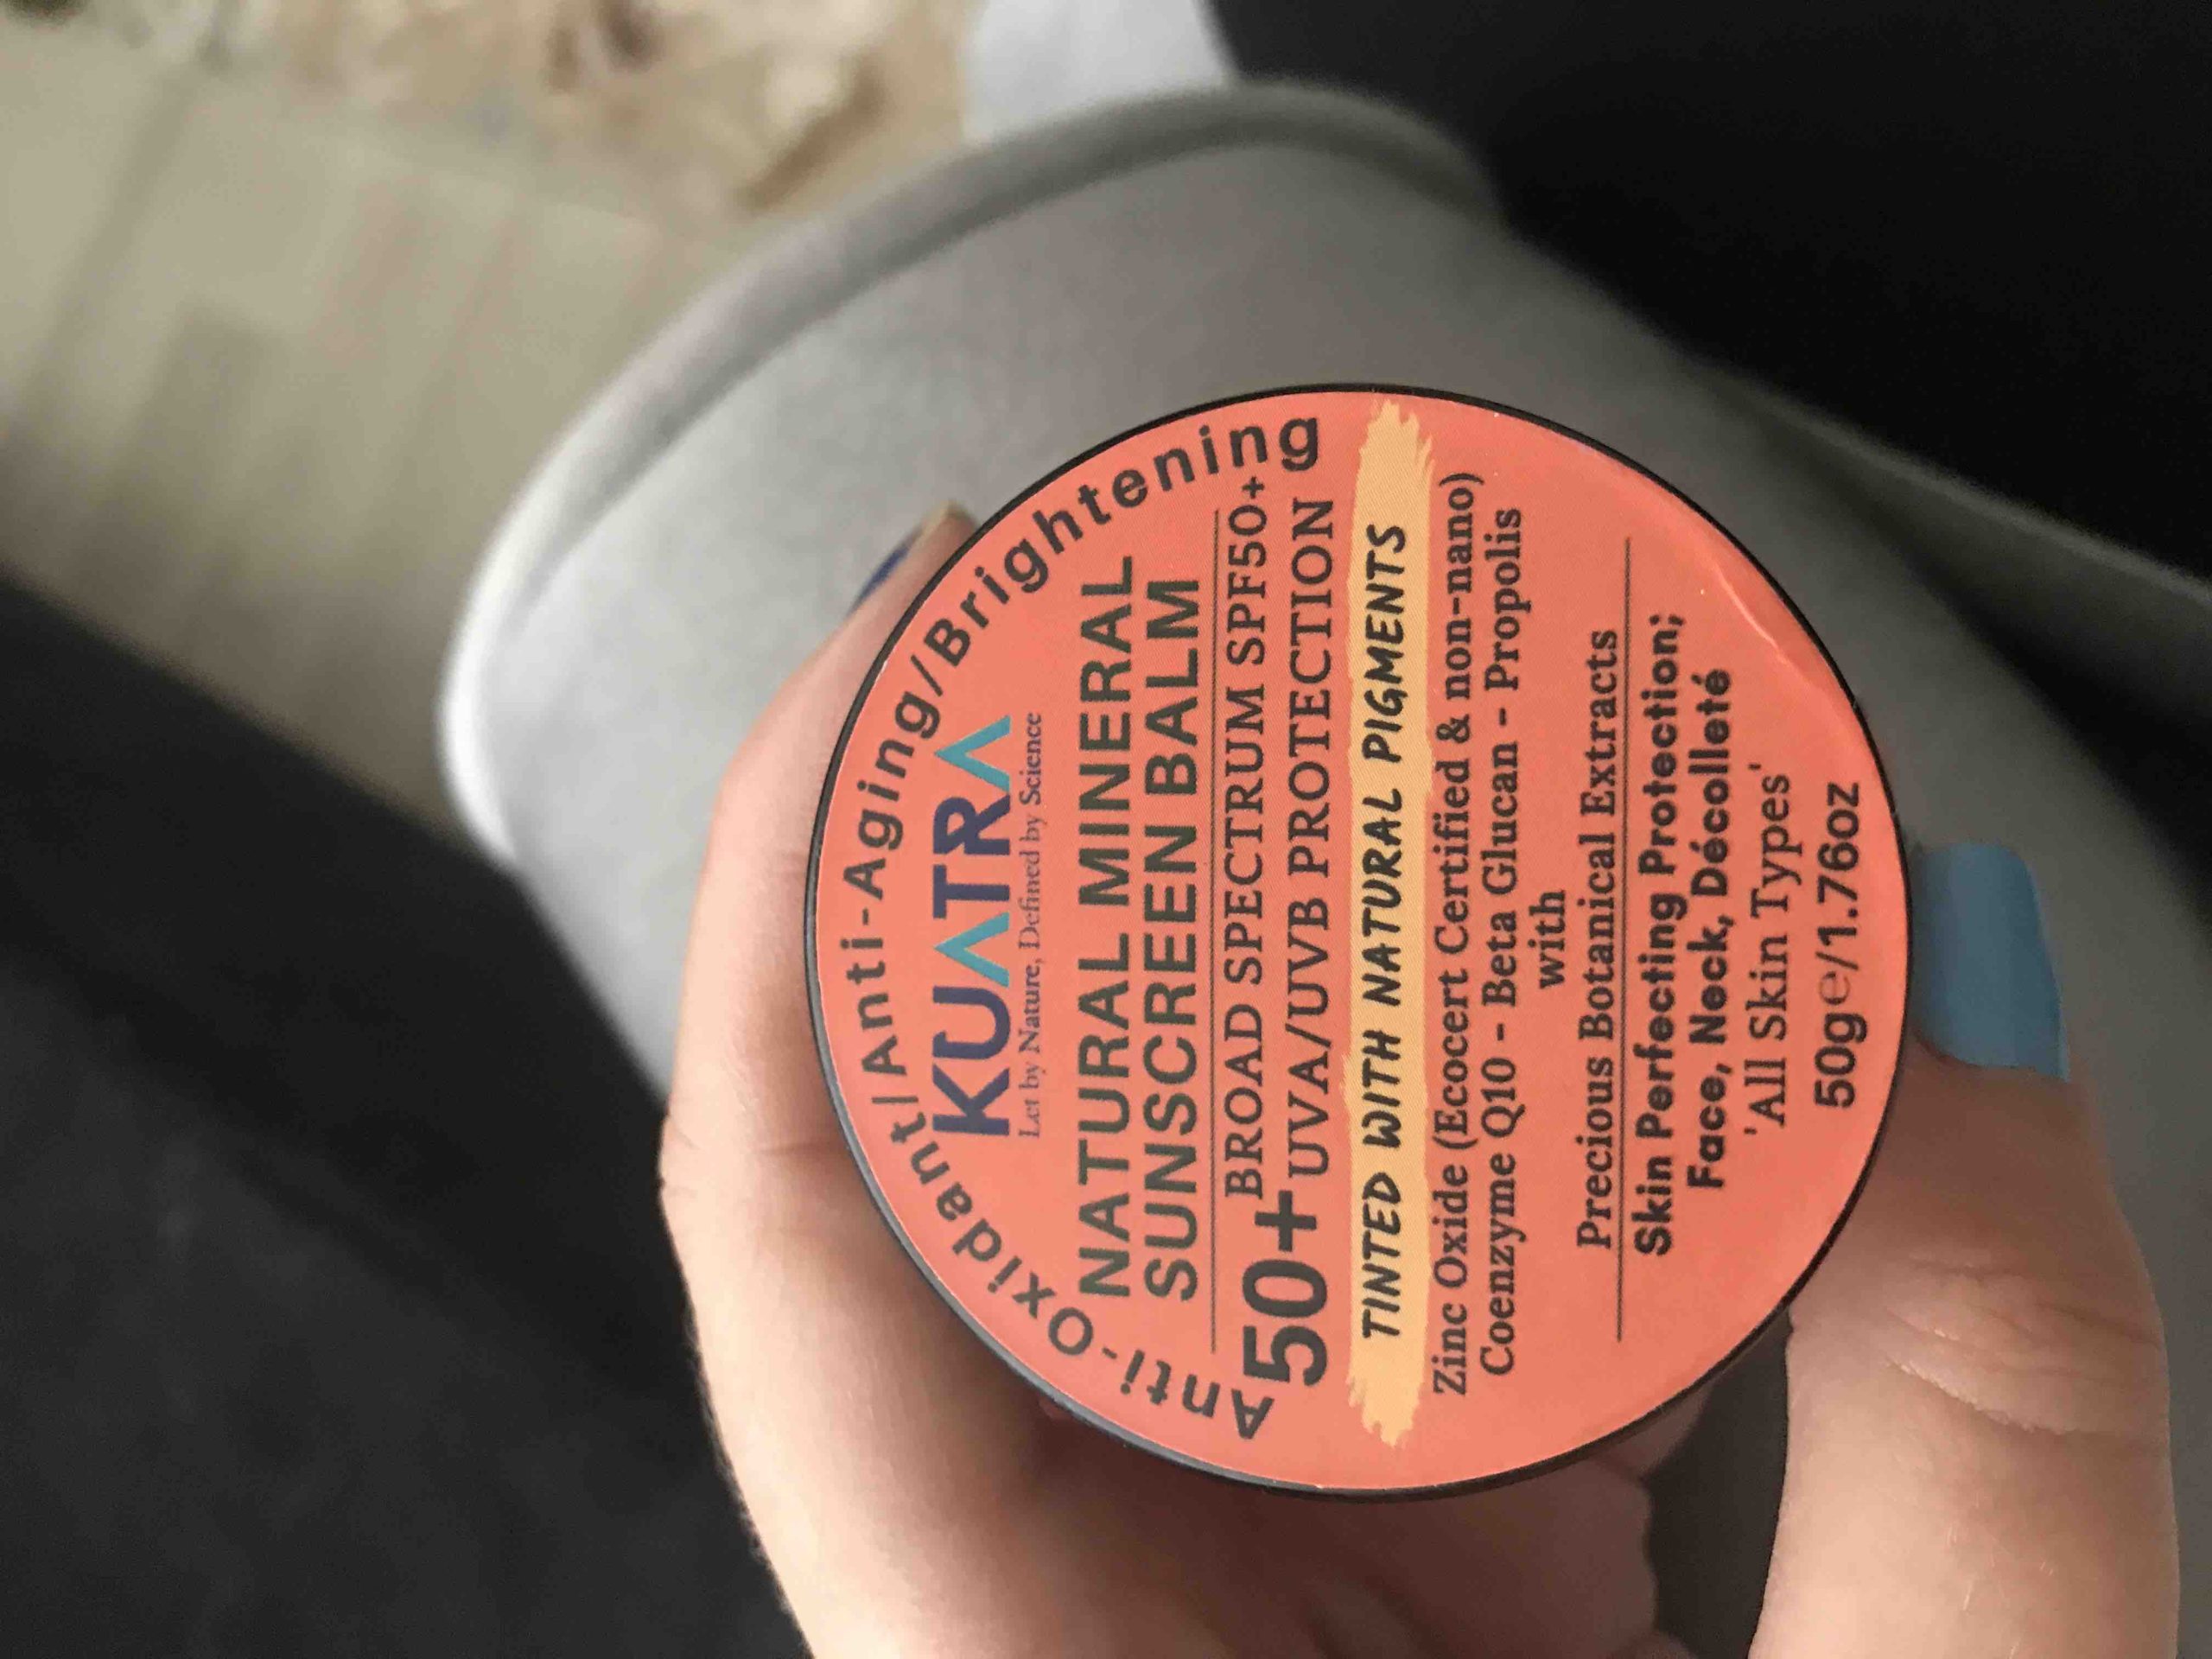 Anti-Oxidant/Anti-Aging/Brightening
KUATRA
Let by Nature, Defined by Science
NATURAL MINERAL
SUNSCREEN BALM
50+ BROAD SPECTRUM SPF50+
UVA/UVB PROTECTION
TINTED WITH NATURAL PIGMENTS
Zinc Oxide (Ecocert Certified & non-nano)
Coenzyme Q10 - Beta Glucan - Propolis
with
Precious Botanical Extracts
Skin Perfecting Protection;
Face, Neck, Décolleté
'All Skin Types'
50g℮/1.76oz